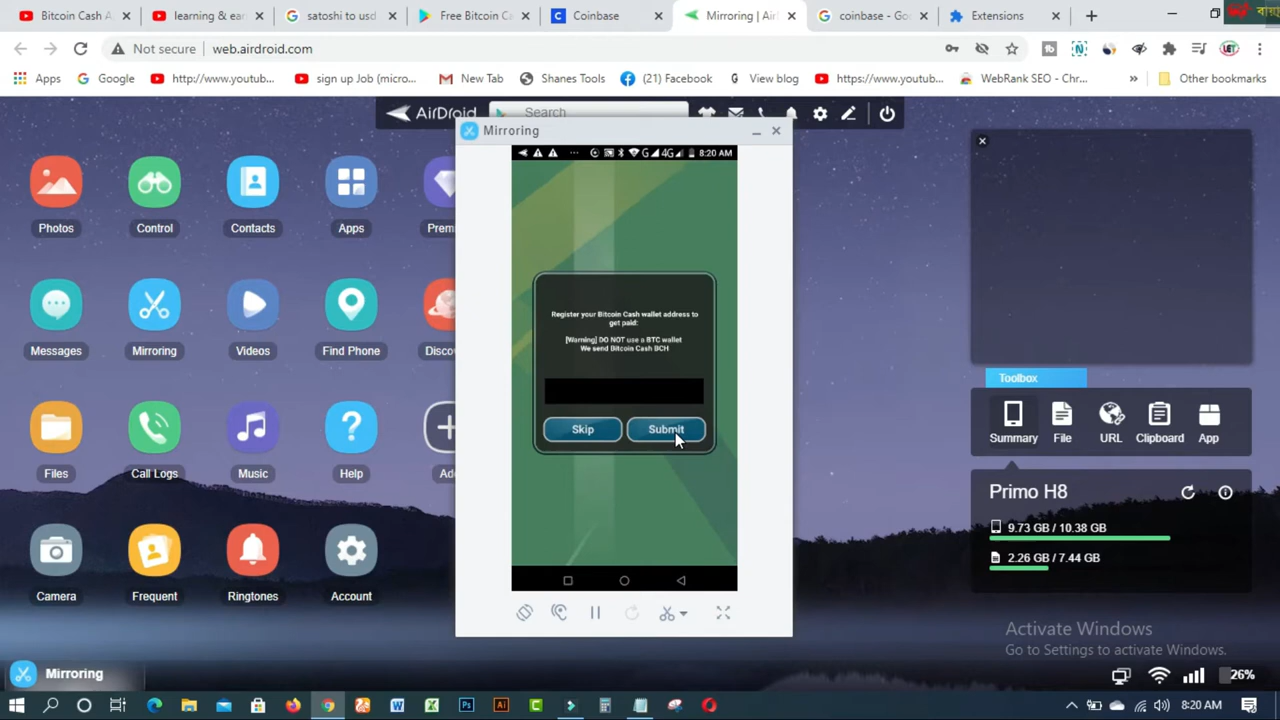 Bitcoin Cash A
learning & ear
satoshi to usd
Free Bitcoin Ca
Coinbase
Mirroring | Air
coinbase - Goo
Extensions
Not secure
web.airdroid.com
Apps
Google
http://www.youtub...
sign up Job (micro...
New Tab
Shanes Tools
(21) Facebook
View blog
https://www.youtub...
WebRank SEO - Chr...
»
Other bookmarks
AirDroid
Search
Mirroring
8:20 AM
Photos
Control
Contacts
Apps
Prem
Messages
Mirroring
Videos
Find Phone
Disco
Files
Call Logs
Music
Help
Add
Camera
Frequent
Ringtones
Account
Register your Bitcoin Cash wallet address to
get paid:
[Warning] DO NOT use a BTC wallet
We send Bitcoin Cash BCH
Skip
Submit
Toolbox
Summary
File
URL
Clipboard
App
Primo H8
9.73 GB / 10.38 GB
2.26 GB / 7.44 GB
Activate Windows
Go to Settings to activate Windows.
Mirroring
26%
8:20 AM